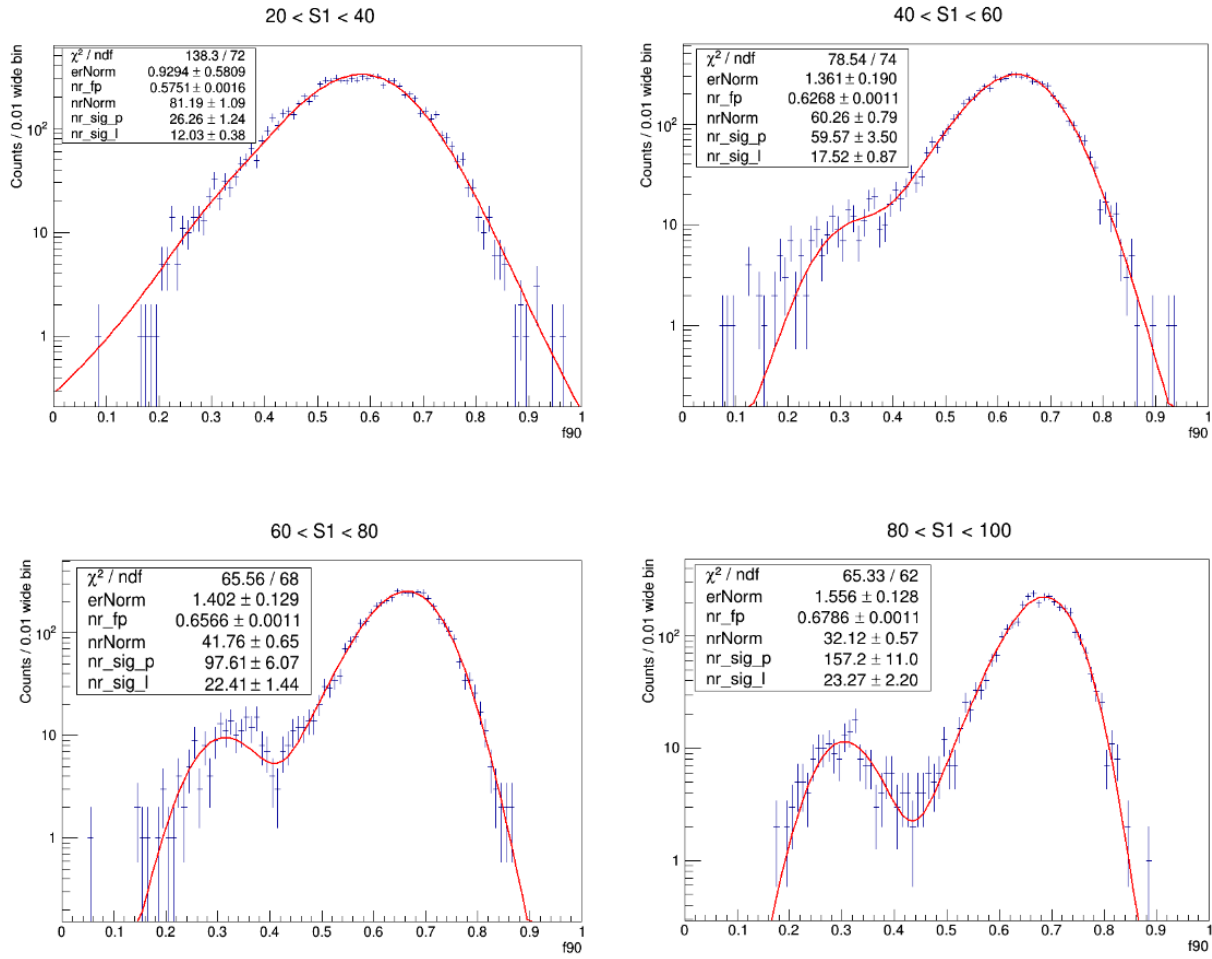 20 < S1 < 40
Counts / 0.01 wide bin
χ² / ndf 138.3 / 72
erNorm 0.9294 ± 0.5809
nr_fp 0.5751 ± 0.0016
nrNorm 81.19 ± 1.09
nr_sig_p 26.26 ± 1.24
nr_sig_l 12.03 ± 0.38
10²
10
1
0 0.1 0.2 0.3 0.4 0.5 0.6 0.7 0.8 0.9 1
f90
40 < S1 < 60
Counts / 0.01 wide bin
χ² / ndf 78.54 / 74
erNorm 1.361 ± 0.190
nr_fp 0.6268 ± 0.0011
nrNorm 60.26 ± 0.79
nr_sig_p 59.57 ± 3.50
nr_sig_l 17.52 ± 0.87
10²
10
1
0 0.1 0.2 0.3 0.4 0.5 0.6 0.7 0.8 0.9 1
f90
60 < S1 < 80
Counts / 0.01 wide bin
χ² / ndf 65.56 / 68
erNorm 1.402 ± 0.129
nr_fp 0.6566 ± 0.0011
nrNorm 41.76 ± 0.65
nr_sig_p 97.61 ± 6.07
nr_sig_l 22.41 ± 1.44
10²
10
1
0 0.1 0.2 0.3 0.4 0.5 0.6 0.7 0.8 0.9 1
f90
80 < S1 < 100
Counts / 0.01 wide bin
χ² / ndf 65.33 / 62
erNorm 1.556 ± 0.128
nr_fp 0.6786 ± 0.0011
nrNorm 32.12 ± 0.57
nr_sig_p 157.2 ± 11.0
nr_sig_l 23.27 ± 2.20
10²
10
1
0 0.1 0.2 0.3 0.4 0.5 0.6 0.7 0.8 0.9 1
f90